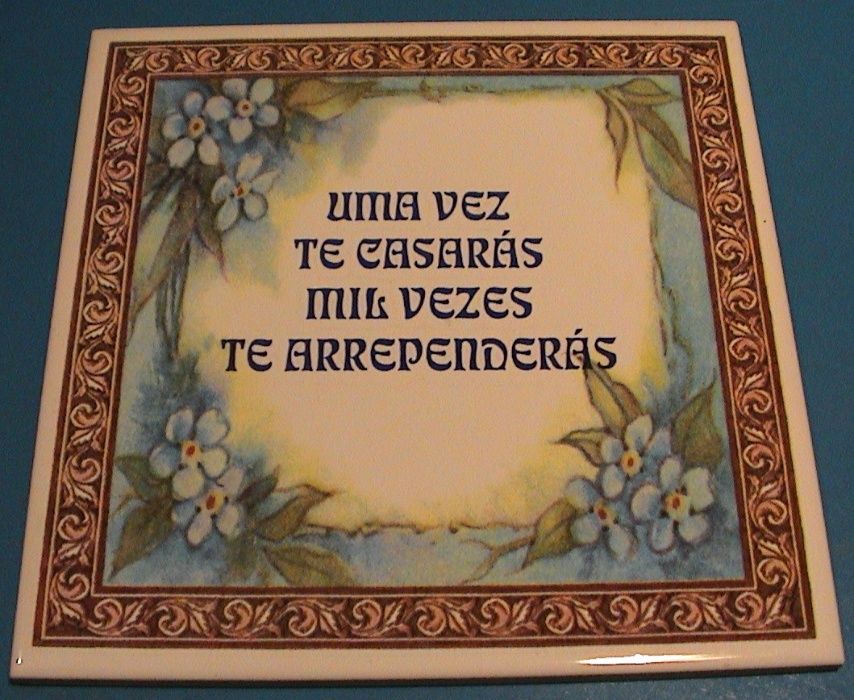 UMA VEZ
TE CASARÁS
MIL VEZES
TE ARREPENDERÁS